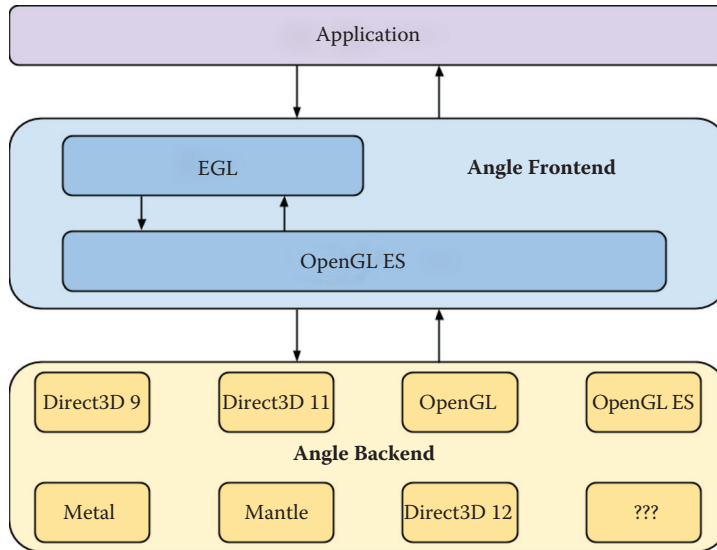 Application
EGL
Angle Frontend
OpenGL ES
Direct3D 9
Direct3D 11
OpenGL
OpenGL ES
Angle Backend
Metal
Mantle
Direct3D 12
???